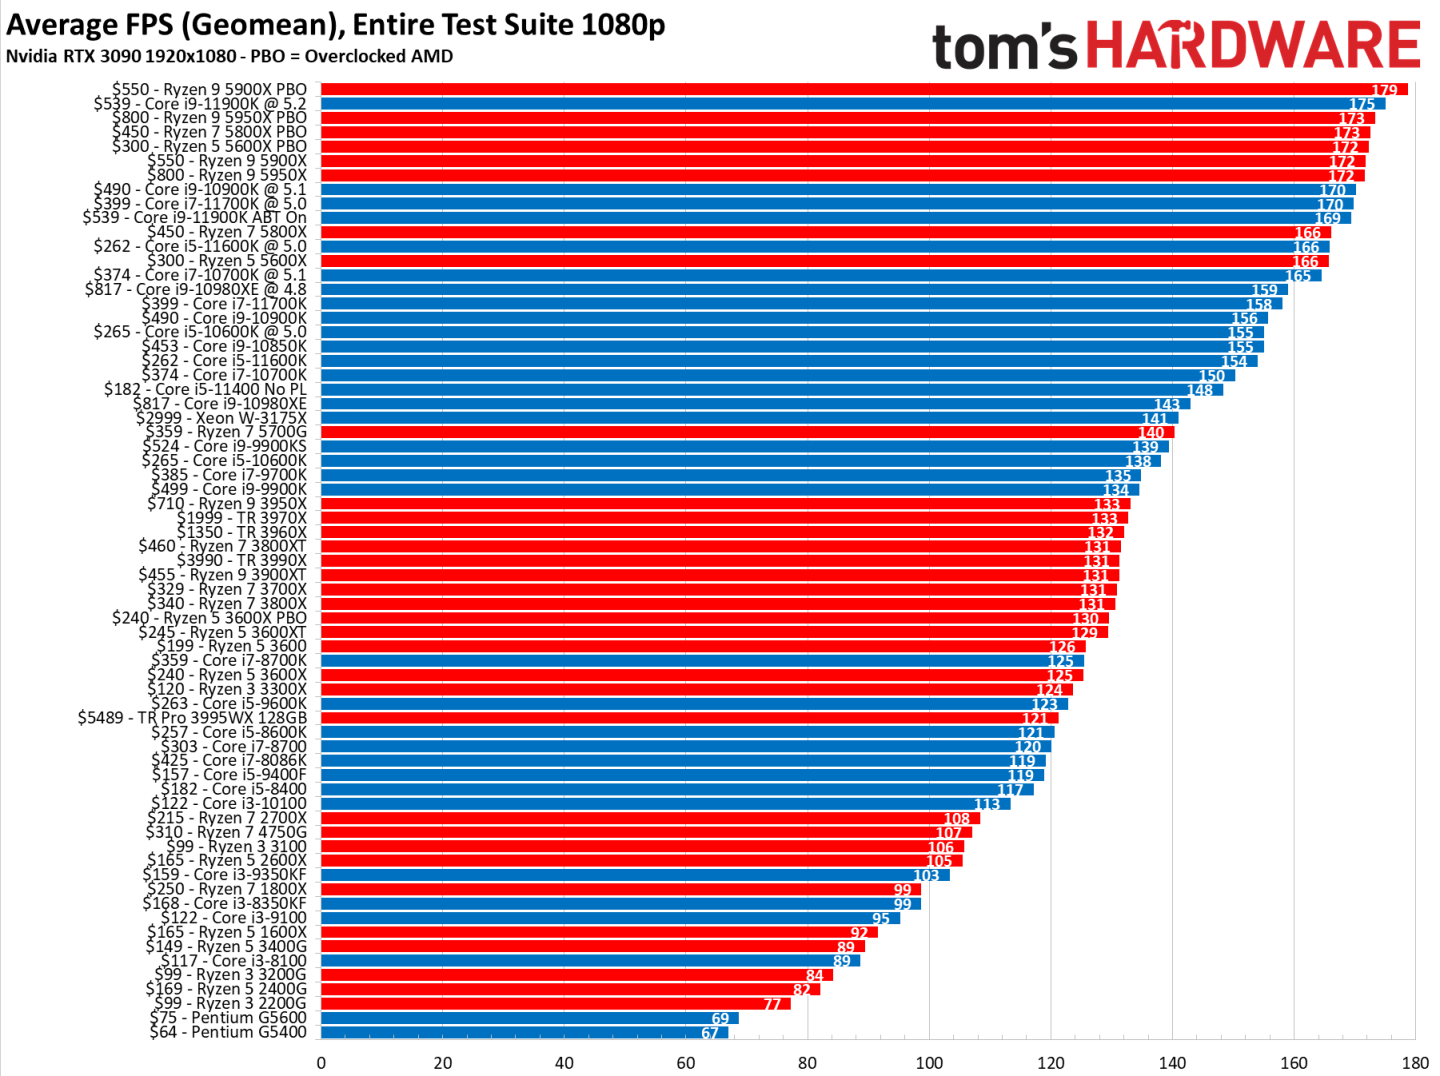 Average FPS (Geomean), Entire Test Suite 1080p
Nvidia RTX 3090 1920x1080 - PBO = Overclocked AMD
tom's HARDWARE
$550 - Ryzen 9 5900X PBO 179
$539 - Core i9-11900K @ 5.2 175
$800 - Ryzen 9 5950X PBO 173
$450 - Ryzen 7 5800X PBO 173
$300 - Ryzen 5 5600X PBO 172
$550 - Ryzen 9 5900X 172
$800 - Ryzen 9 5950X 172
$490 - Core i9-10900K @ 5.1 170
$399 - Core i7-11700K @ 5.0 170
$539 - Core i9-11900K ABT On 169
$450 - Ryzen 7 5800X 166
$262 - Core i5-11600K @ 5.0 166
$300 - Ryzen 5 5600X 166
$374 - Core i7-10700K @ 5.1 165
$817 - Core i9-10980XE @ 4.8 159
$399 - Core i7-11700K 158
$490 - Core i9-10900K 156
$265 - Core i5-10600K @ 5.0 155
$453 - Core i9-10850K 155
$262 - Core i5-11600K 154
$374 - Core i7-10700K 150
$182 - Core i5-11400 No PL 148
$817 - Core i9-10980XE 143
$2999 - Xeon W-3175X 141
$359 - Ryzen 7 5700G 140
$524 - Core i9-9900KS 139
$265 - Core i5-10600K 138
$385 - Core i7-9700K 135
$499 - Core i9-9900K 134
$710 - Ryzen 9 3950X 133
$1999 - TR 3970X 133
$1350 - TR 3960X 132
$460 - Ryzen 7 3800XT 131
$3990 - TR 3990X 131
$455 - Ryzen 9 3900XT 131
$329 - Ryzen 7 3700X 131
$340 - Ryzen 7 3800X 131
$240 - Ryzen 5 3600X PBO 130
$245 - Ryzen 5 3600XT 129
$199 - Ryzen 5 3600 126
$359 - Core i7-8700K 125
$240 - Ryzen 5 3600X 125
$120 - Ryzen 3 3300X 124
$263 - Core i5-9600K 123
$5489 - TR Pro 3995WX 128GB 121
$257 - Core i5-8600K 121
$303 - Core i7-8700 120
$425 - Core i7-8086K 119
$157 - Core i5-9400F 119
$182 - Core i5-8400 117
$122 - Core i3-10100 113
$215 - Ryzen 7 2700X 108
$310 - Ryzen 7 4750G 107
$99 - Ryzen 3 3100 106
$165 - Ryzen 5 2600X 105
$159 - Core i3-9350KF 103
$250 - Ryzen 7 1800X 99
$168 - Core i3-8350KF 99
$122 - Core i3-9100 95
$165 - Ryzen 5 1600X 92
$149 - Ryzen 5 3400G 89
$117 - Core i3-8100 89
$99 - Ryzen 3 3200G 84
$169 - Ryzen 5 2400G 82
$99 - Ryzen 3 2200G 77
$75 - Pentium G5600 69
$64 - Pentium G5400 67
0 20 40 60 80 100 120 140 160 180